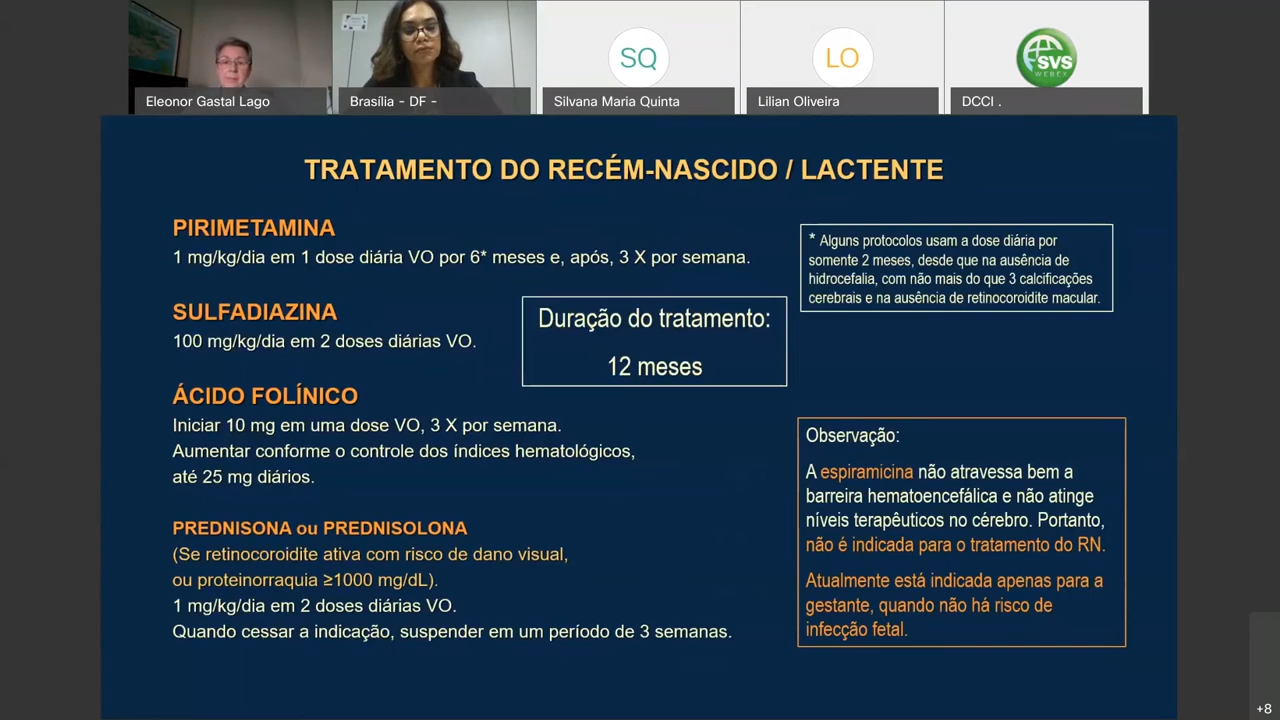 SQ
LO
SVS
WEBEX
Eleonor Gastal Lago
Brasília - DF -
Silvana Maria Quinta
Lilian Oliveira
DCCI .
TRATAMENTO DO RECÉM-NASCIDO / LACTENTE
PIRIMETAMINA
1 mg/kg/dia em 1 dose diária VO por 6* meses e, após, 3 X por semana.
* Alguns protocolos usam a dose diária por
somente 2 meses, desde que na ausência de
hidrocefalia, com não mais do que 3 calcificações
cerebrais e na ausência de retinocoroidite macular.
SULFADIAZINA
100 mg/kg/dia em 2 doses diárias VO.
Duração do tratamento:
12 meses
ÁCIDO FOLÍNICO
Iniciar 10 mg em uma dose VO, 3 X por semana.
Aumentar conforme o controle dos índices hematológicos,
até 25 mg diários.
PREDNISONA ou PREDNISOLONA
(Se retinocoroidite ativa com risco de dano visual,
ou proteinorraquia ≥1000 mg/dL).
1 mg/kg/dia em 2 doses diárias VO.
Quando cessar a indicação, suspender em um período de 3 semanas.
Observação:
A espiramicina não atravessa bem a
barreira hematoencefálica e não atinge
níveis terapêuticos no cérebro. Portanto,
não é indicada para o tratamento do RN.
Atualmente está indicada apenas para a
gestante, quando não há risco de
infecção fetal.
+8